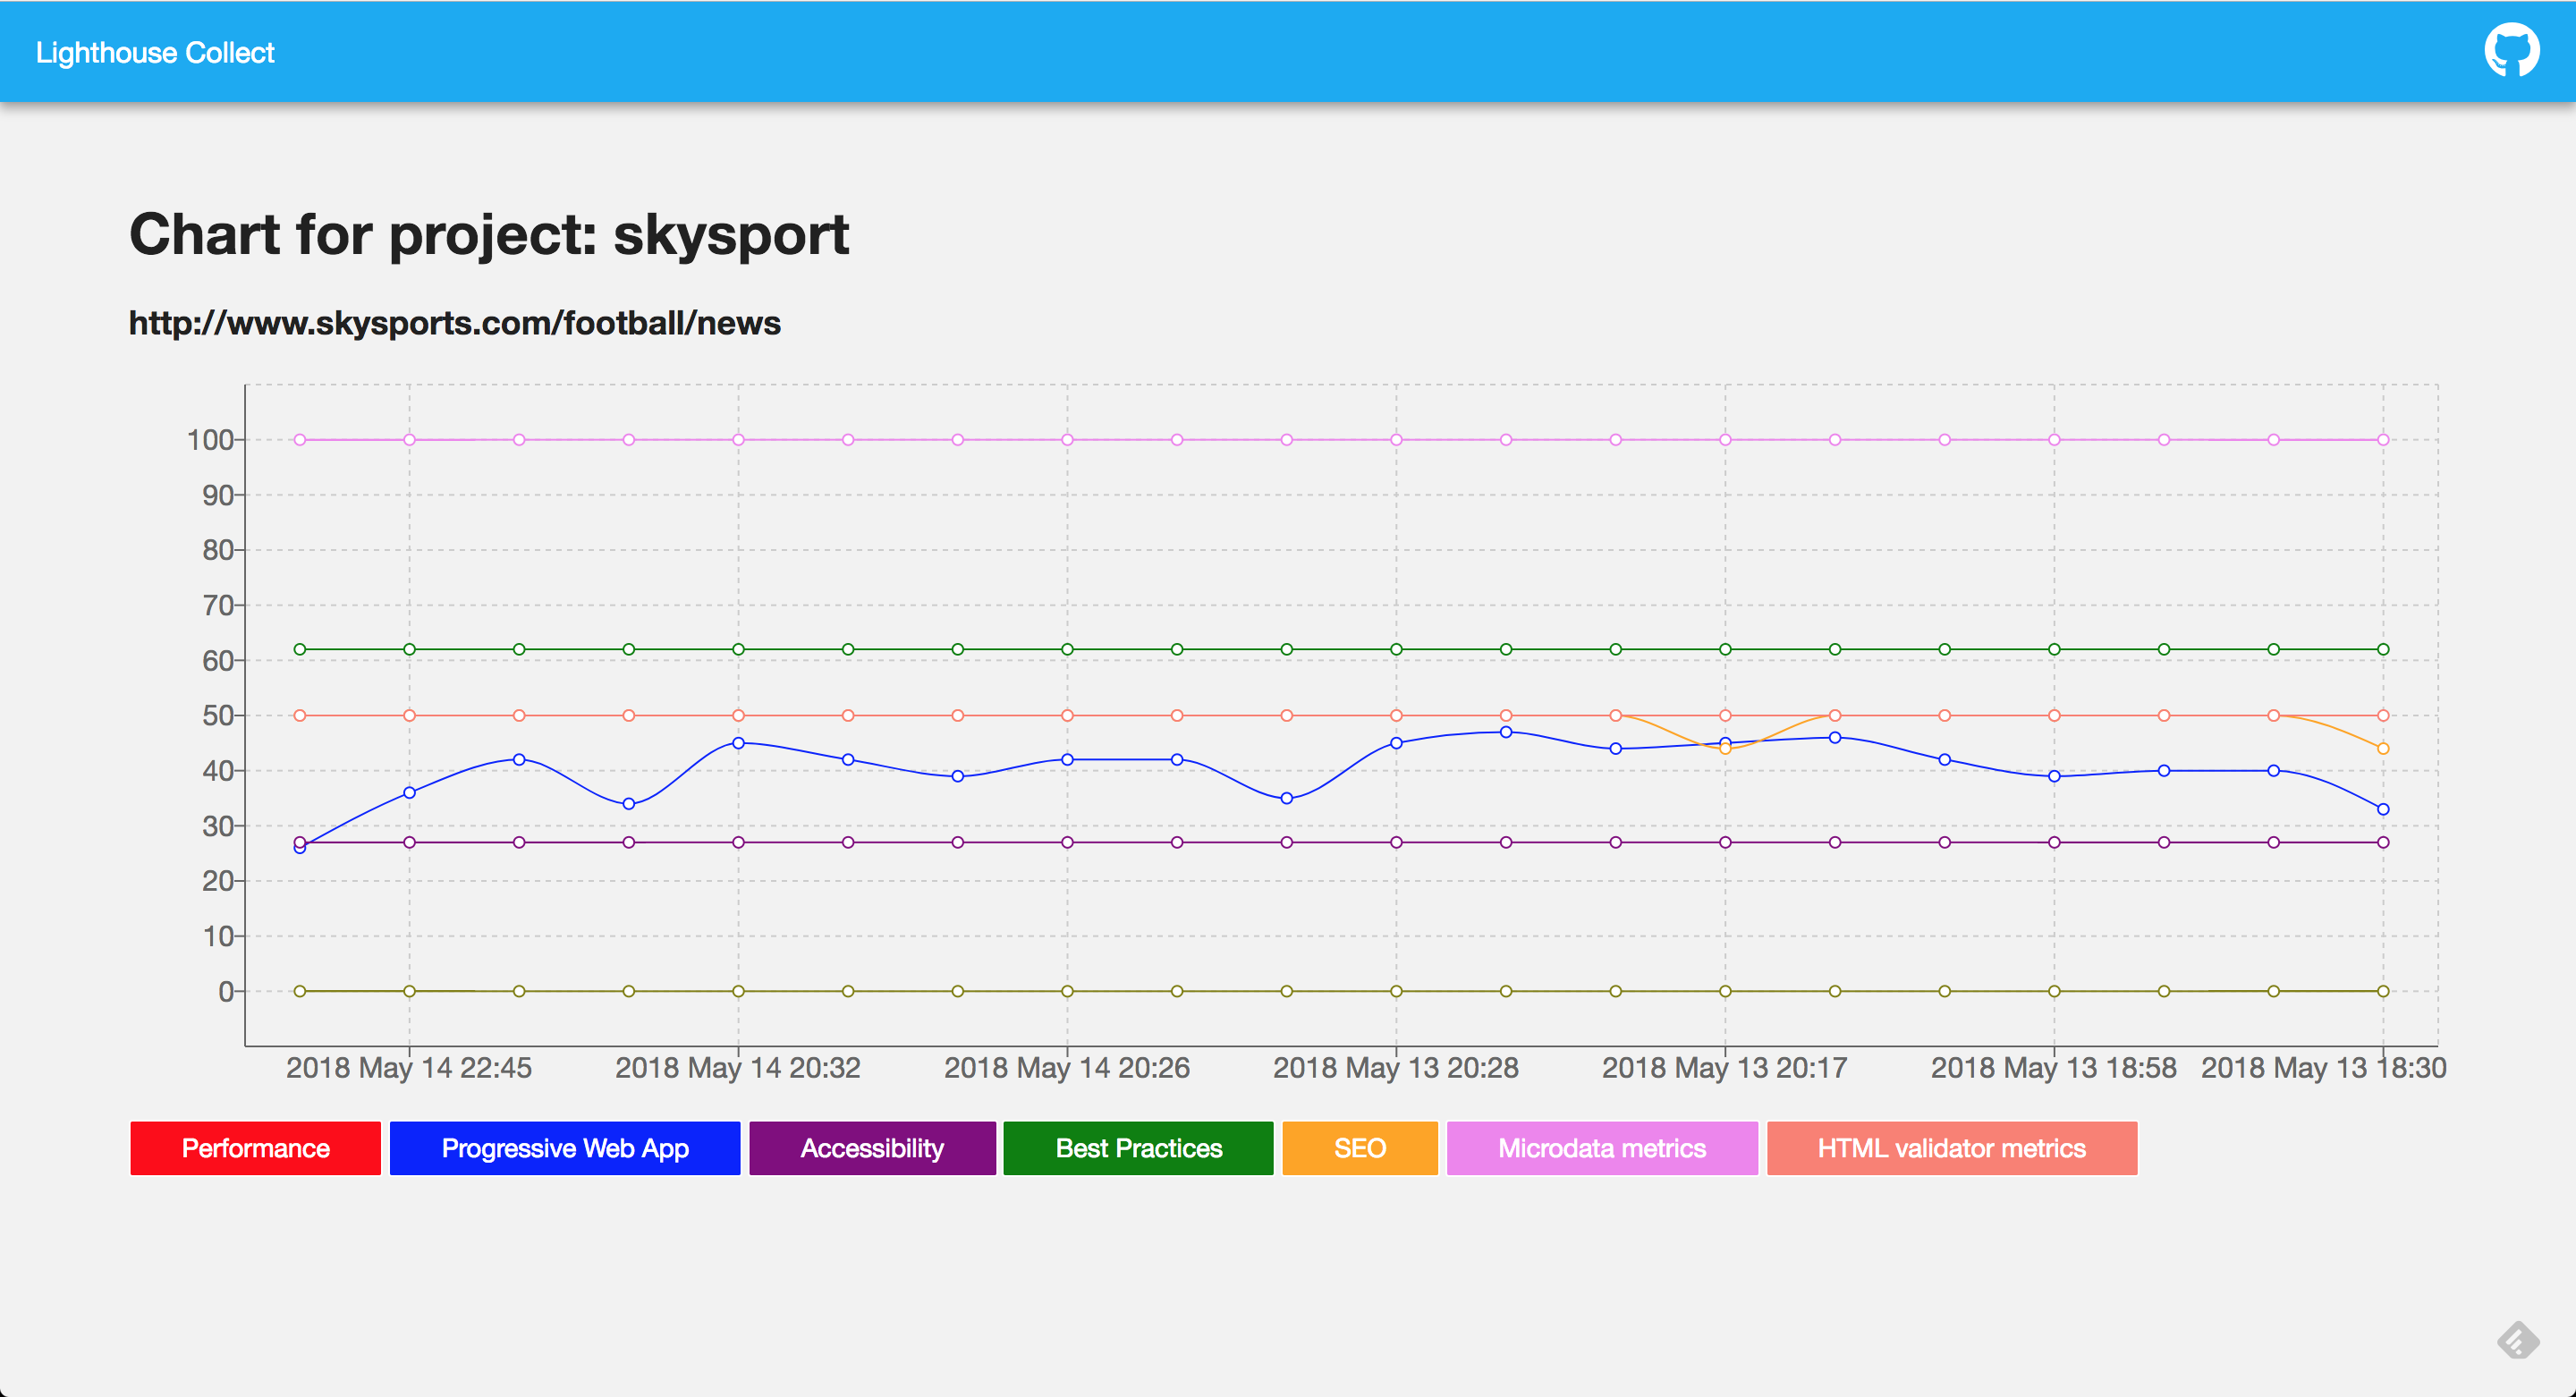 Lighthouse Collect
Chart for project: skysport
http://www.skysports.com/football/news
100
90
80
70
60
50
40
30
20
10
0
2018 May 14 22:45 2018 May 14 20:32 2018 May 14 20:26 2018 May 13 20:28 2018 May 13 20:17 2018 May 13 18:58 2018 May 13 18:30
Performance Progressive Web App Accessibility Best Practices SEO Microdata metrics HTML validator metrics